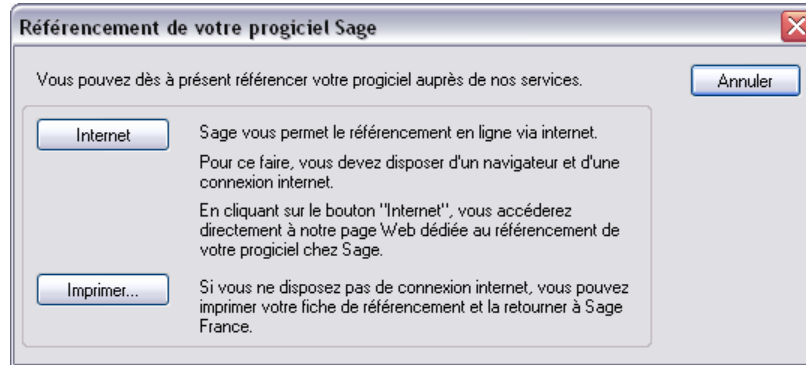 Référencement de votre progiciel Sage
Vous pouvez dès à présent référencer votre progiciel auprès de nos services.
Annuler
Internet
Sage vous permet le référencement en ligne via internet.
Pour ce faire, vous devez disposer d'un navigateur et d'une
connexion internet.
En cliquant sur le bouton "Internet", vous accéderez
directement à notre page Web dédiée au référencement de
votre progiciel chez Sage.
Imprimer...
Si vous ne disposez pas de connexion internet, vous pouvez
imprimer votre fiche de référencement et la retourner à Sage
France.